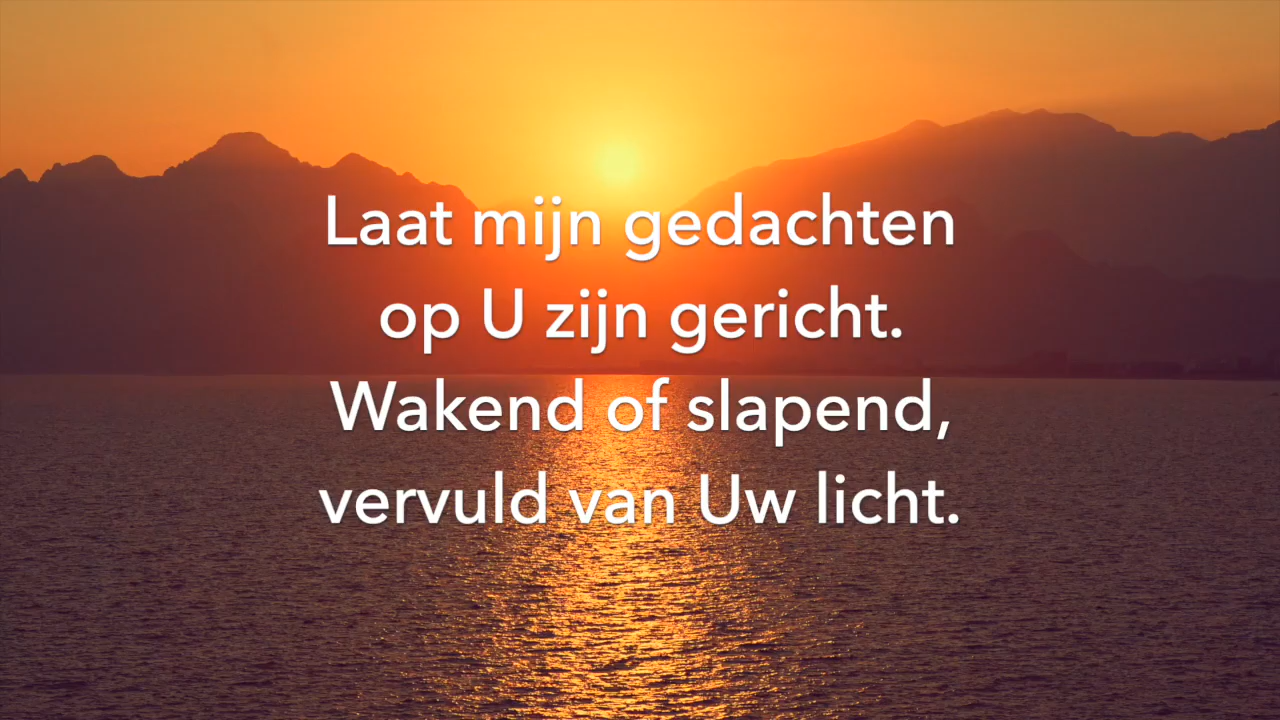 Laat mijn gedachten
op U zijn gericht.
Wakend of slapend,
vervuld van Uw licht.